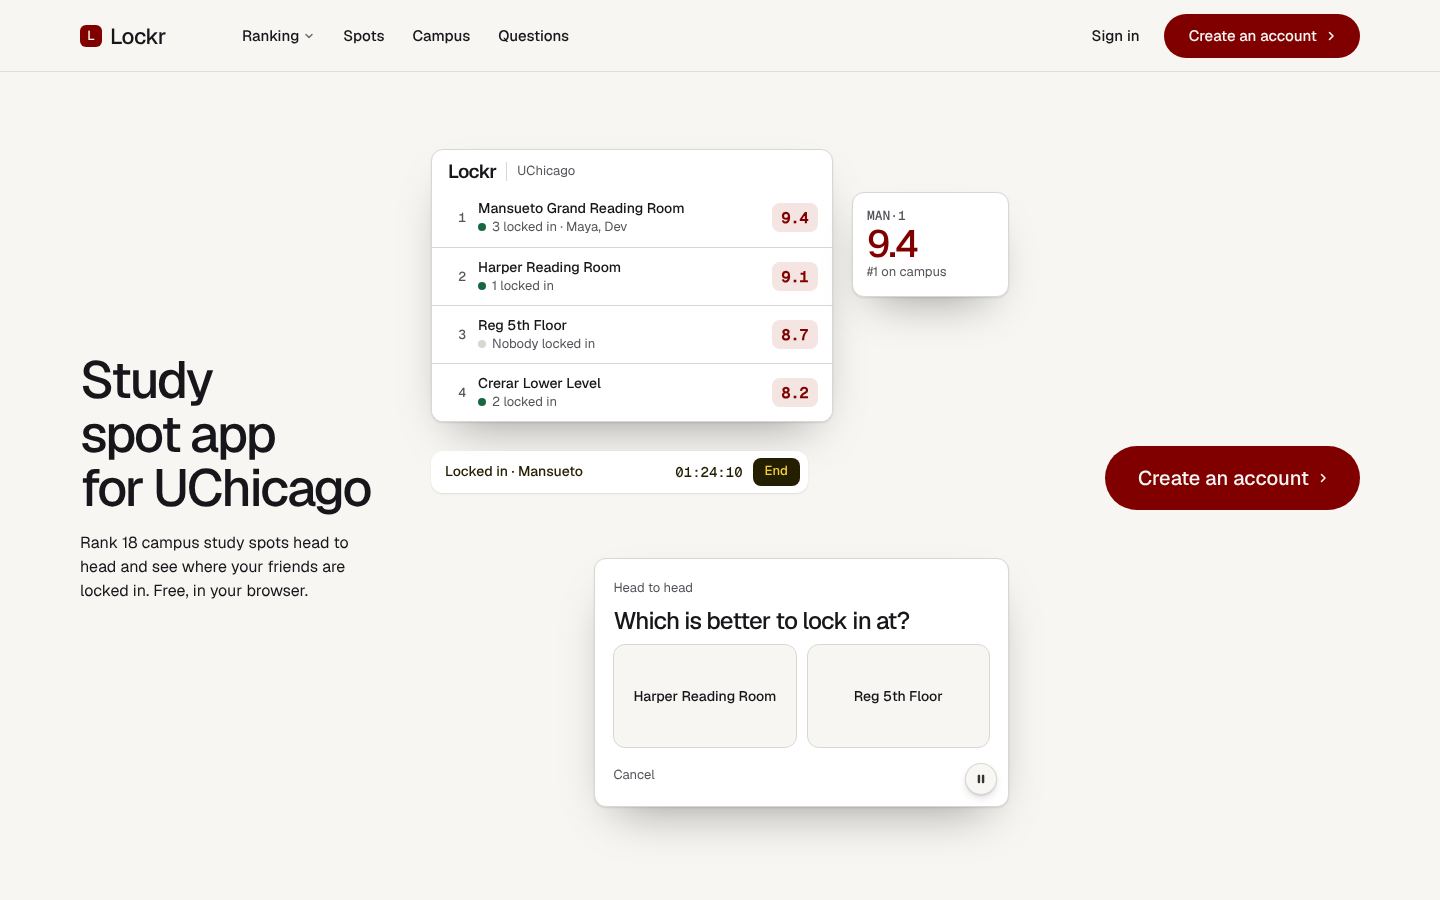 L Lockr
Ranking
Spots
Campus
Questions
Sign in
Create an account
Study
spot app
for UChicago
Rank 18 campus study spots head to
head and see where your friends are
locked in. Free, in your browser.
Lockr UChicago
1 Mansueto Grand Reading Room
3 locked in · Maya, Dev
9.4
2 Harper Reading Room
1 locked in
9.1
3 Reg 5th Floor
Nobody locked in
8.7
4 Crerar Lower Level
2 locked in
8.2
MAN·1
9.4
#1 on campus
Locked in · Mansueto 01:24:10 End
Head to head
Which is better to lock in at?
Harper Reading Room
Reg 5th Floor
Cancel
Create an account